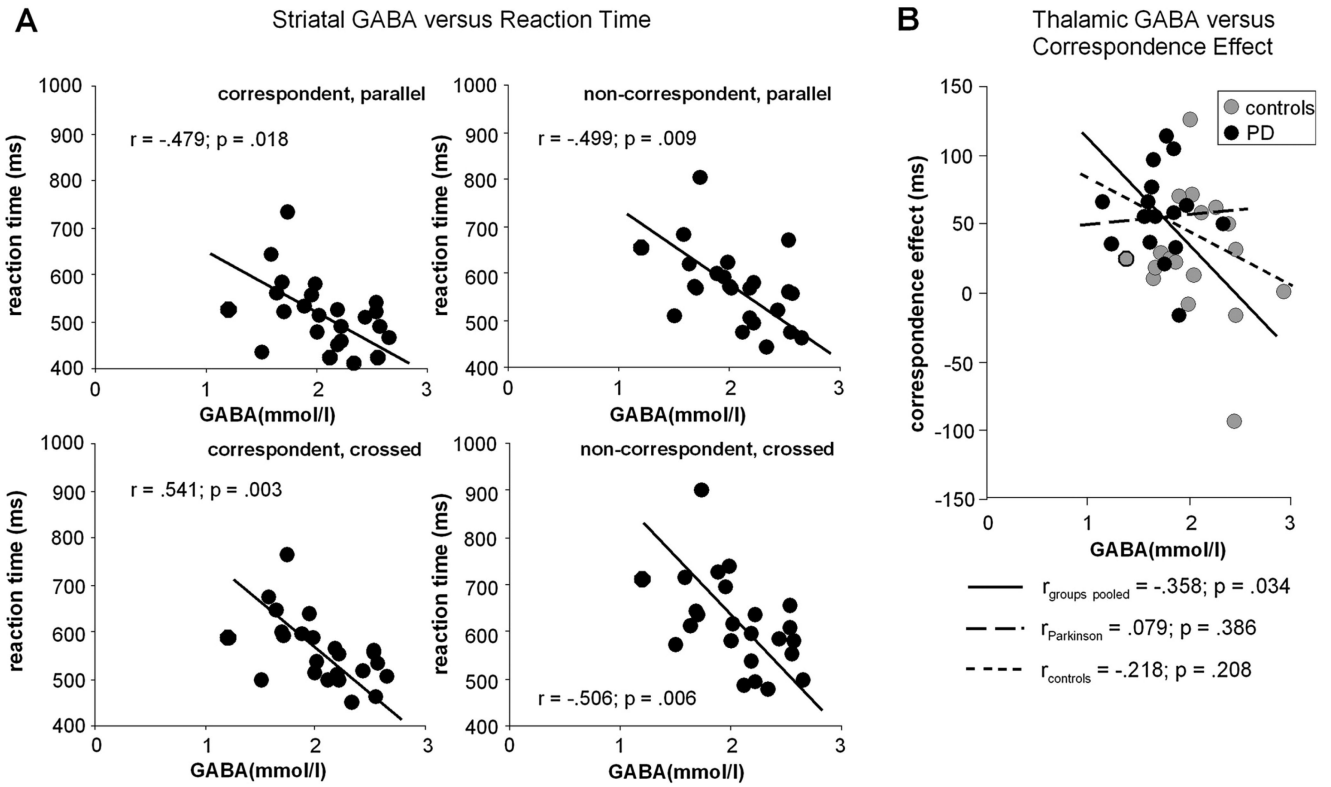 A
Striatal GABA versus Reaction Time
correspondent, parallel
r = -.479; p = .018
reaction time (ms)
1000
900
800
700
600
500
400
0
1
2
3
GABA(mmol/l)
non-correspondent, parallel
r = -.499; p = .009
reaction time (ms)
1000
900
800
700
600
500
400
0
1
2
3
GABA(mmol/l)
correspondent, crossed
r = .541; p = .003
reaction time (ms)
1000
900
800
700
600
500
400
0
1
2
3
GABA(mmol/l)
non-correspondent, crossed
r = -.506; p = .006
reaction time (ms)
1000
900
800
700
600
500
400
0
1
2
3
GABA(mmol/l)
B
Thalamic GABA versus
Correspondence Effect
controls
PD
correspondence effect (ms)
150
100
50
0
-50
-100
-150
0
1
2
3
GABA(mmol/l)
r groups pooled = -.358; p = .034
r Parkinson = .079; p = .386
r controls = -.218; p = .208